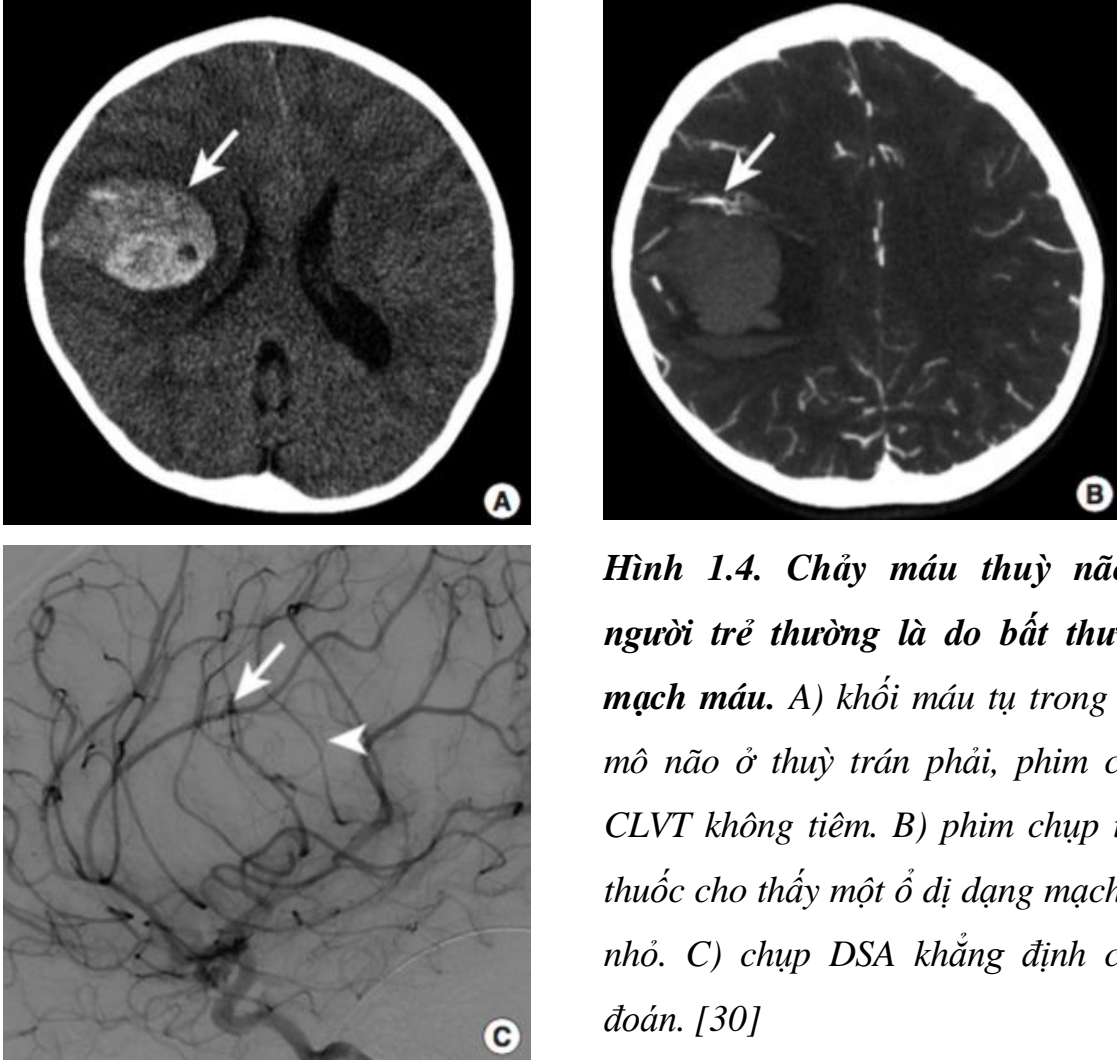 A
B
C
Hình 1.4. Chảy máu thuỳ não
người trẻ thường là do bất thư
mạch máu. A) khối máu tụ trong
mô não ở thuỳ trán phải, phim c
CLVT không tiêm. B) phim chụp
thuốc cho thấy một ổ dị dạng mạch
nhỏ. C) chụp DSA khẳng định c
đoán. [30]